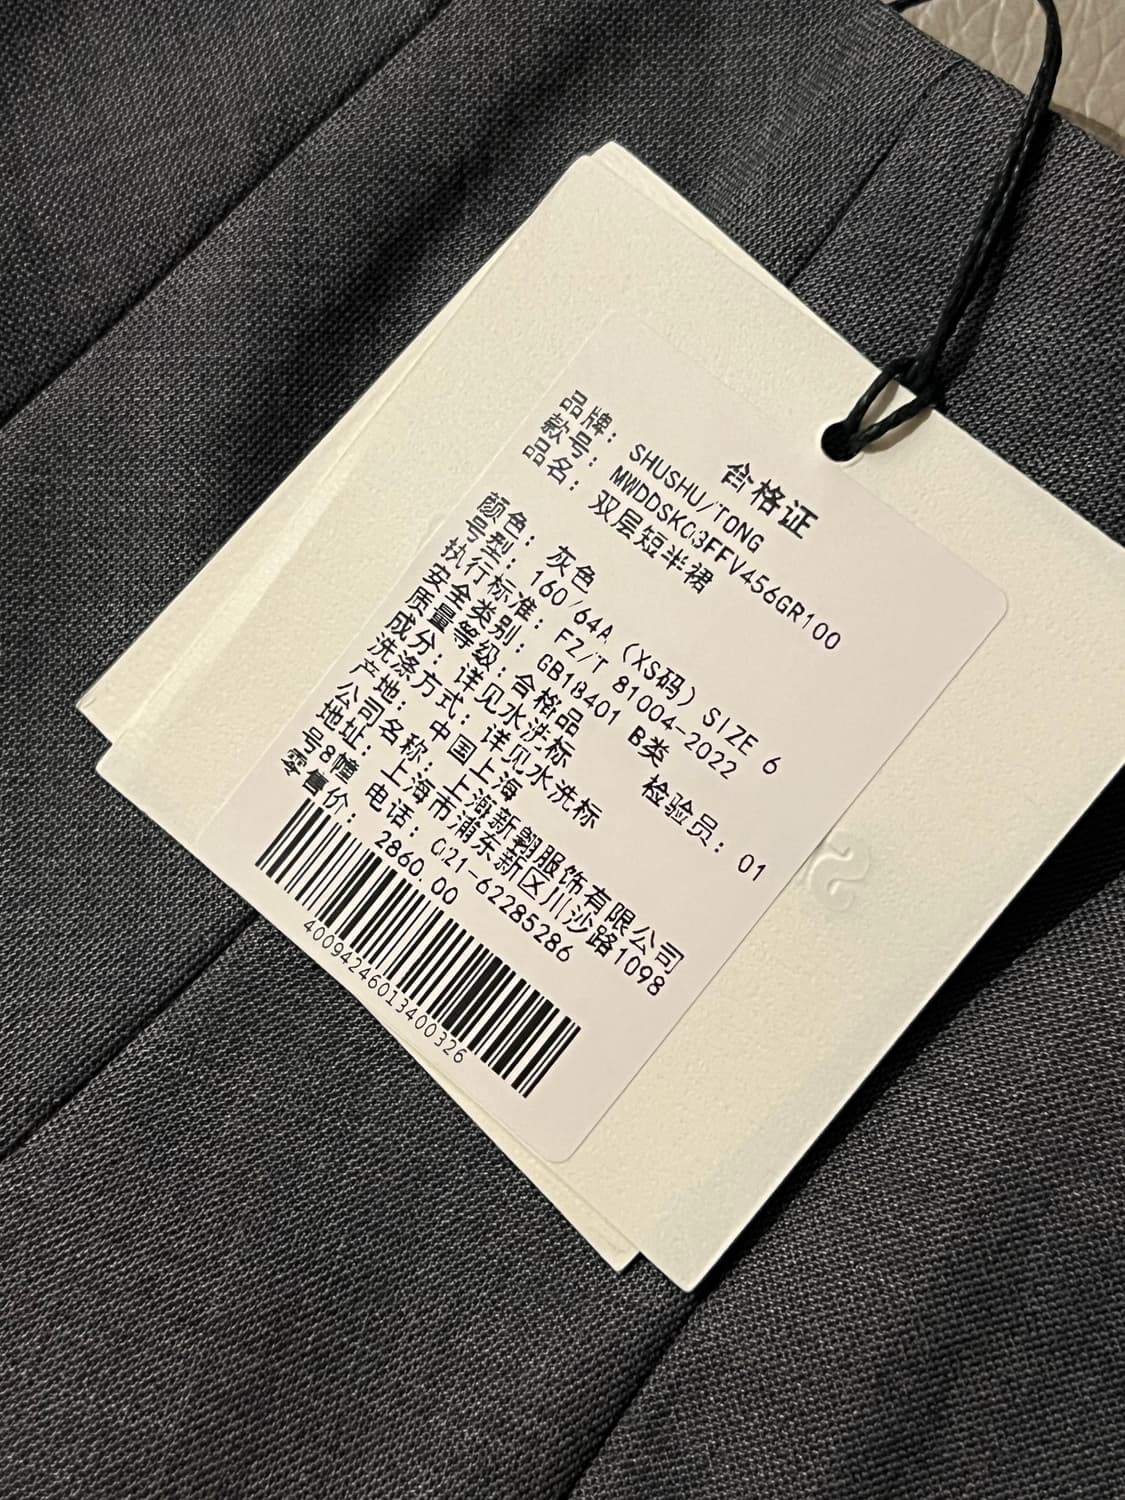 合格证
品牌: SHUSHU/TONG
款号: MWDDSK03FFV456GR100
品名: 双层短半裙
颜色: 灰色
号型: 160/64A (XS码) SIZE 6
执行标准: FZ/T 81004-2022
安全类别: GB18401 B类
质量等级: 合格品 检验员: 01
成分: 详见水洗标
洗涤方式: 详见水洗标
产地: 中国上海
公司名称: 上海新翱服饰有限公司
地址: 上海市浦东新区川沙路1098
号8幢 电话: 021-62285286
零售价: 2860.00
40094246013400326
S